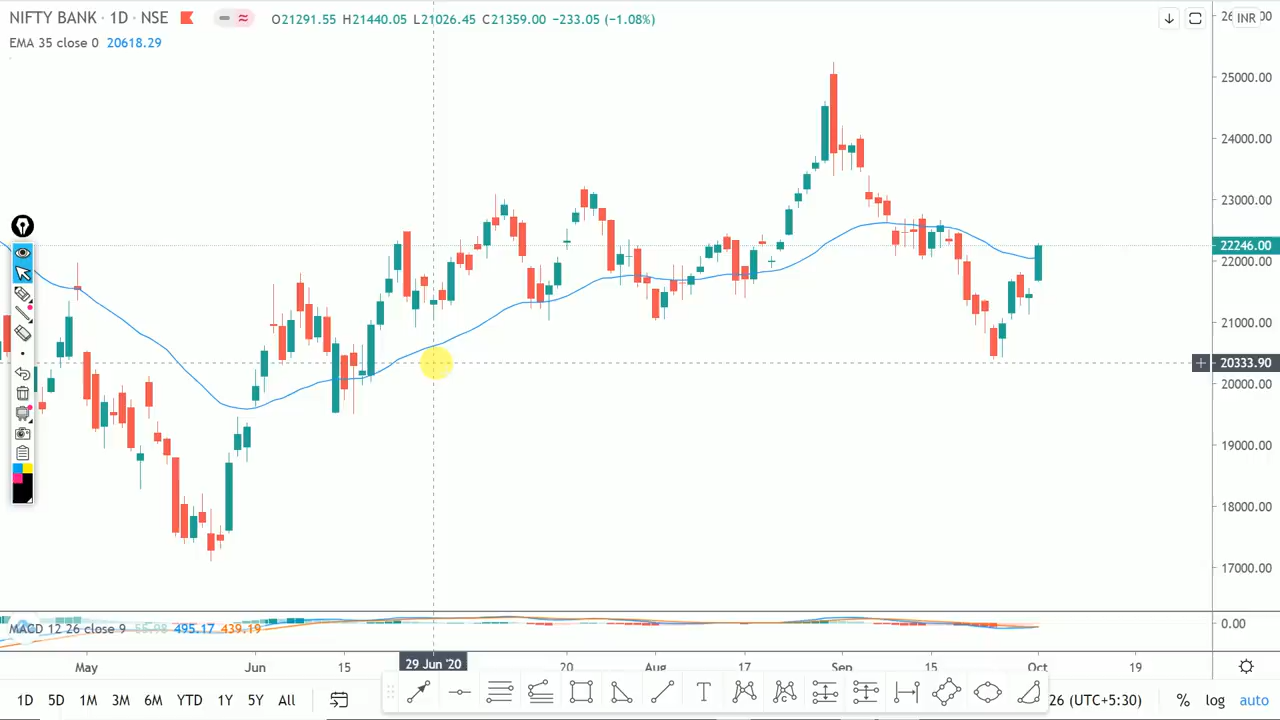 NIFTY BANK · 1D · NSE O21291.55 H21440.05 L21026.45 C21359.00 −233.05 (−1.08%)
INR
EMA 35 close 0 20618.29
25000.00
24000.00
23000.00
22246.00
22000.00
21000.00
20333.90
20000.00
19000.00
18000.00
17000.00
MACD 12 26 close 9 55.98 495.17 439.19
0.00
May Jun 15 29 Jun '20 20 Aug 17 Sep 15 Oct 19
1D 5D 1M 3M 6M YTD 1Y 5Y All T 26 (UTC+5:30) % log auto